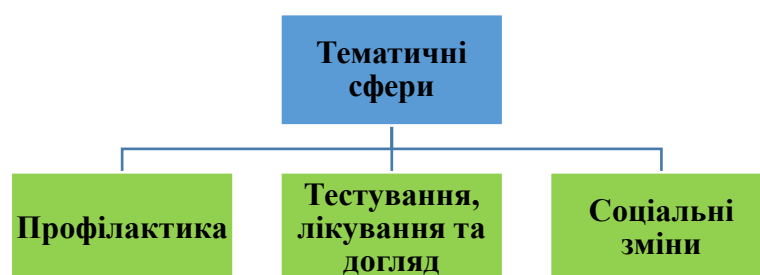 Тематичні
сфери
Профілактика
Тестування,
лікування та
догляд
Соціальні
зміни